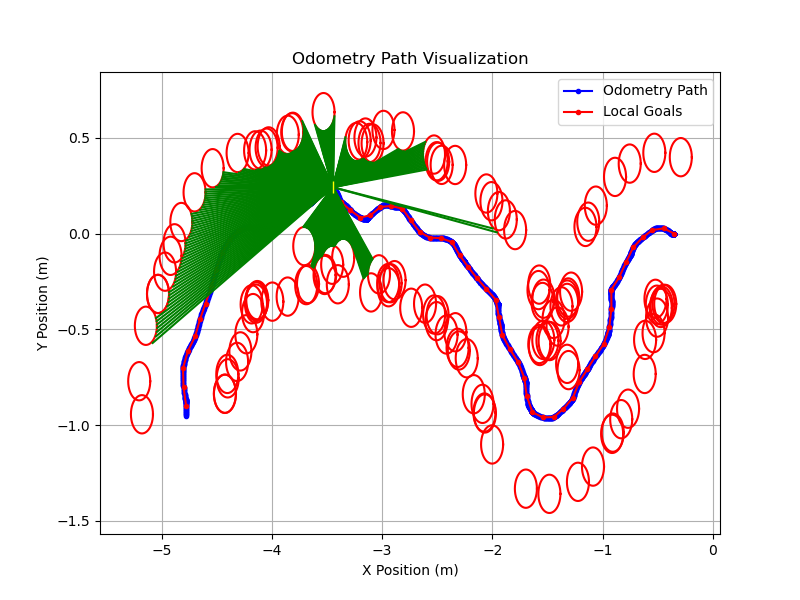 Odometry Path Visualization
Odometry Path
Local Goals
Y Position (m)
0.5
0.0
−0.5
−1.0
−1.5
−5
−4
−3
−2
−1
0
X Position (m)